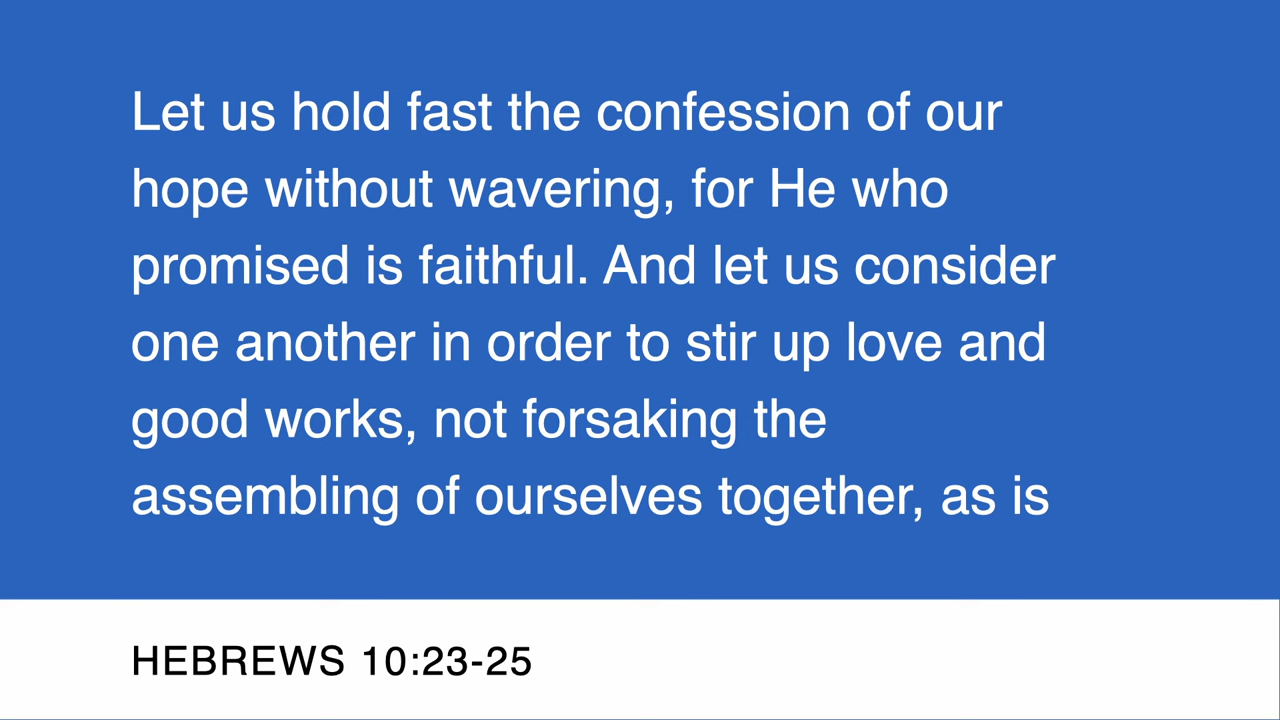 Let us hold fast the confession of our
hope without wavering, for He who
promised is faithful. And let us consider
one another in order to stir up love and
good works, not forsaking the
assembling of ourselves together, as is
HEBREWS 10:23-25